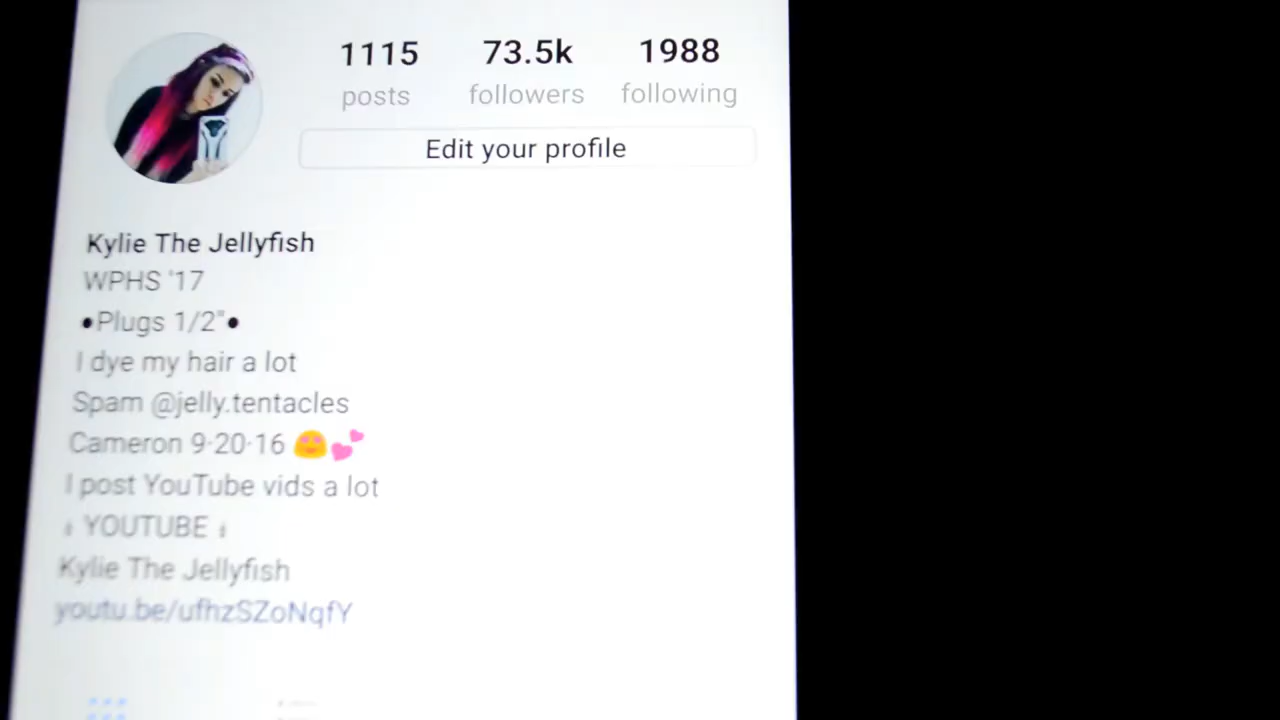 1115 73.5k 1988
posts followers following
Edit your profile
Kylie The Jellyfish
WPHS '17
•Plugs 1/2"•
I dye my hair a lot
Spam @jelly.tentacles
Cameron 9·20·16 😍💕
I post YouTube vids a lot
YOUTUBE
Kylie The Jellyfish
youtu.be/ufhzSZoNqfY